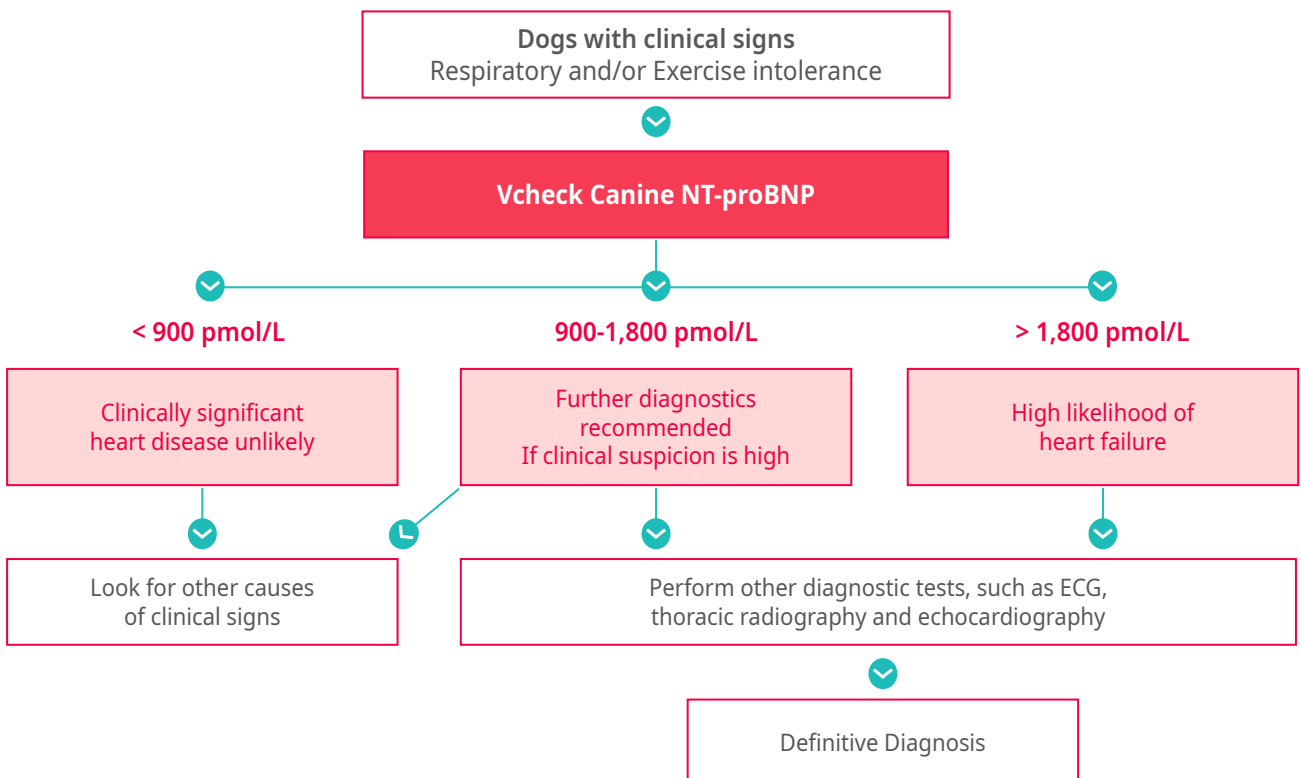 Dogs with clinical signs
Respiratory and/or Exercise intolerance
Vcheck Canine NT-proBNP
< 900 pmol/L
900-1,800 pmol/L
> 1,800 pmol/L
Clinically significant
heart disease unlikely
Further diagnostics
recommended
If clinical suspicion is high
High likelihood of
heart failure
Look for other causes
of clinical signs
Perform other diagnostic tests, such as ECG,
thoracic radiography and echocardiography
Definitive Diagnosis